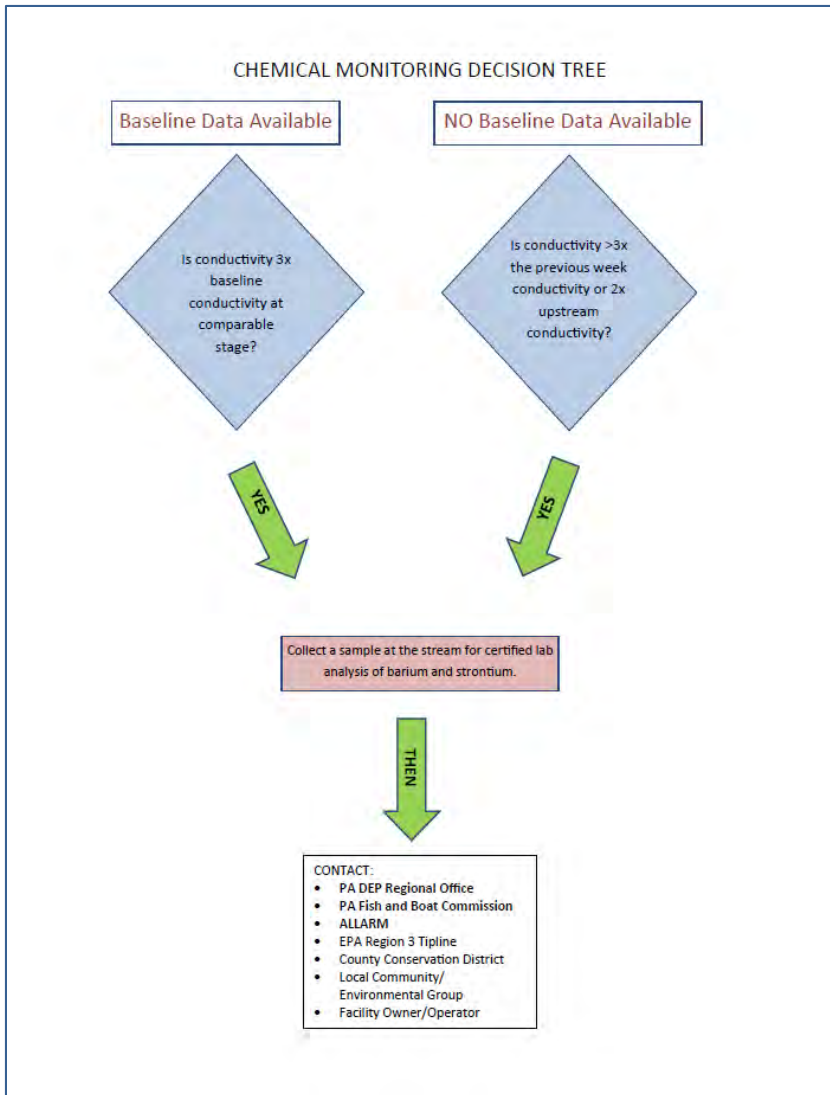 CHEMICAL MONITORING DECISION TREE
Baseline Data Available
NO Baseline Data Available
Is conductivity 3x
baseline
conductivity at
comparable
stage?
Is conductivity >3x
the previous week
conductivity or 2x
upstream
conductivity?
YES
YES
Collect a sample at the stream for certified lab
analysis of barium and strontium.
THEN
CONTACT:
• PA DEP Regional Office
• PA Fish and Boat Commission
• ALLARM
• EPA Region 3 Tipline
• County Conservation District
• Local Community/
Environmental Group
• Facility Owner/Operator